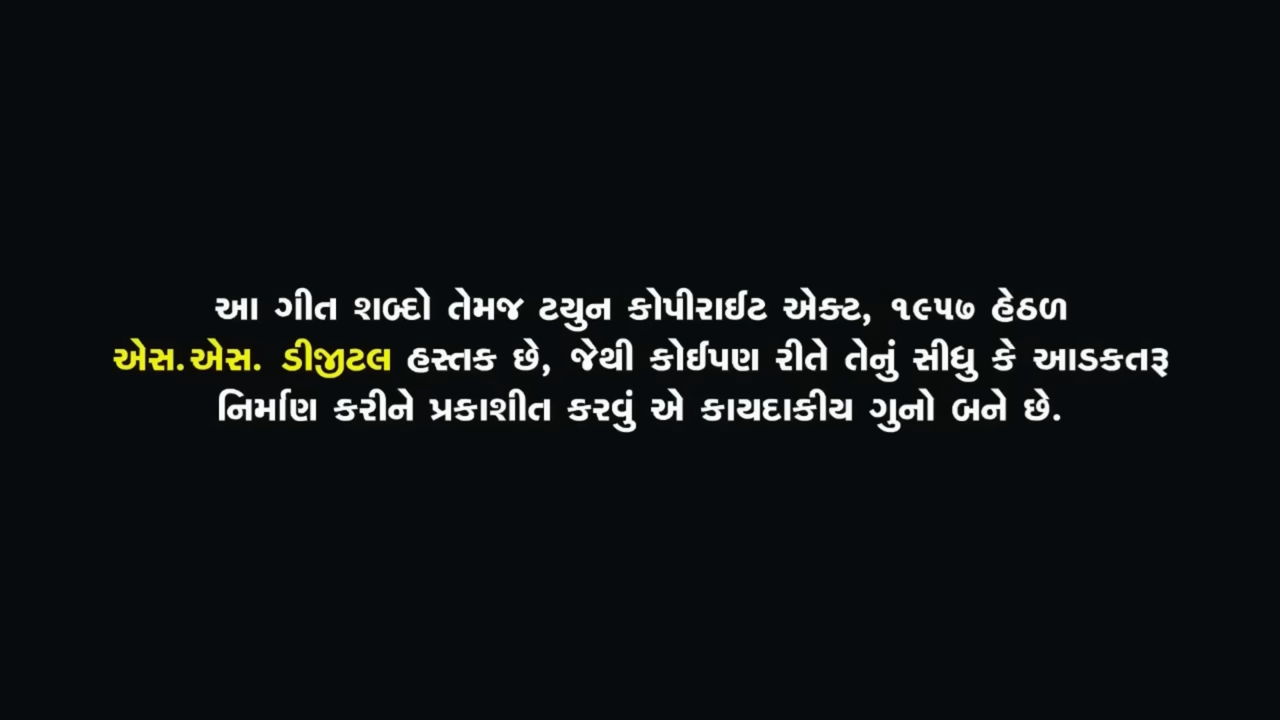 આ ગીત શબ્દો તેમજ ટયુન કોપીરાઈટ એક્ટ, ૧૯૫૭ હેઠળ
એસ.એસ. ડીજીટલ હસ્તક છે, જેથી કોઈપણ રીતે તેનું સીધુ કે આડકતરૂ
નિર્માણ કરીને પ્રકાશીત કરવું એ કાયદાકીય ગુનો બને છે.